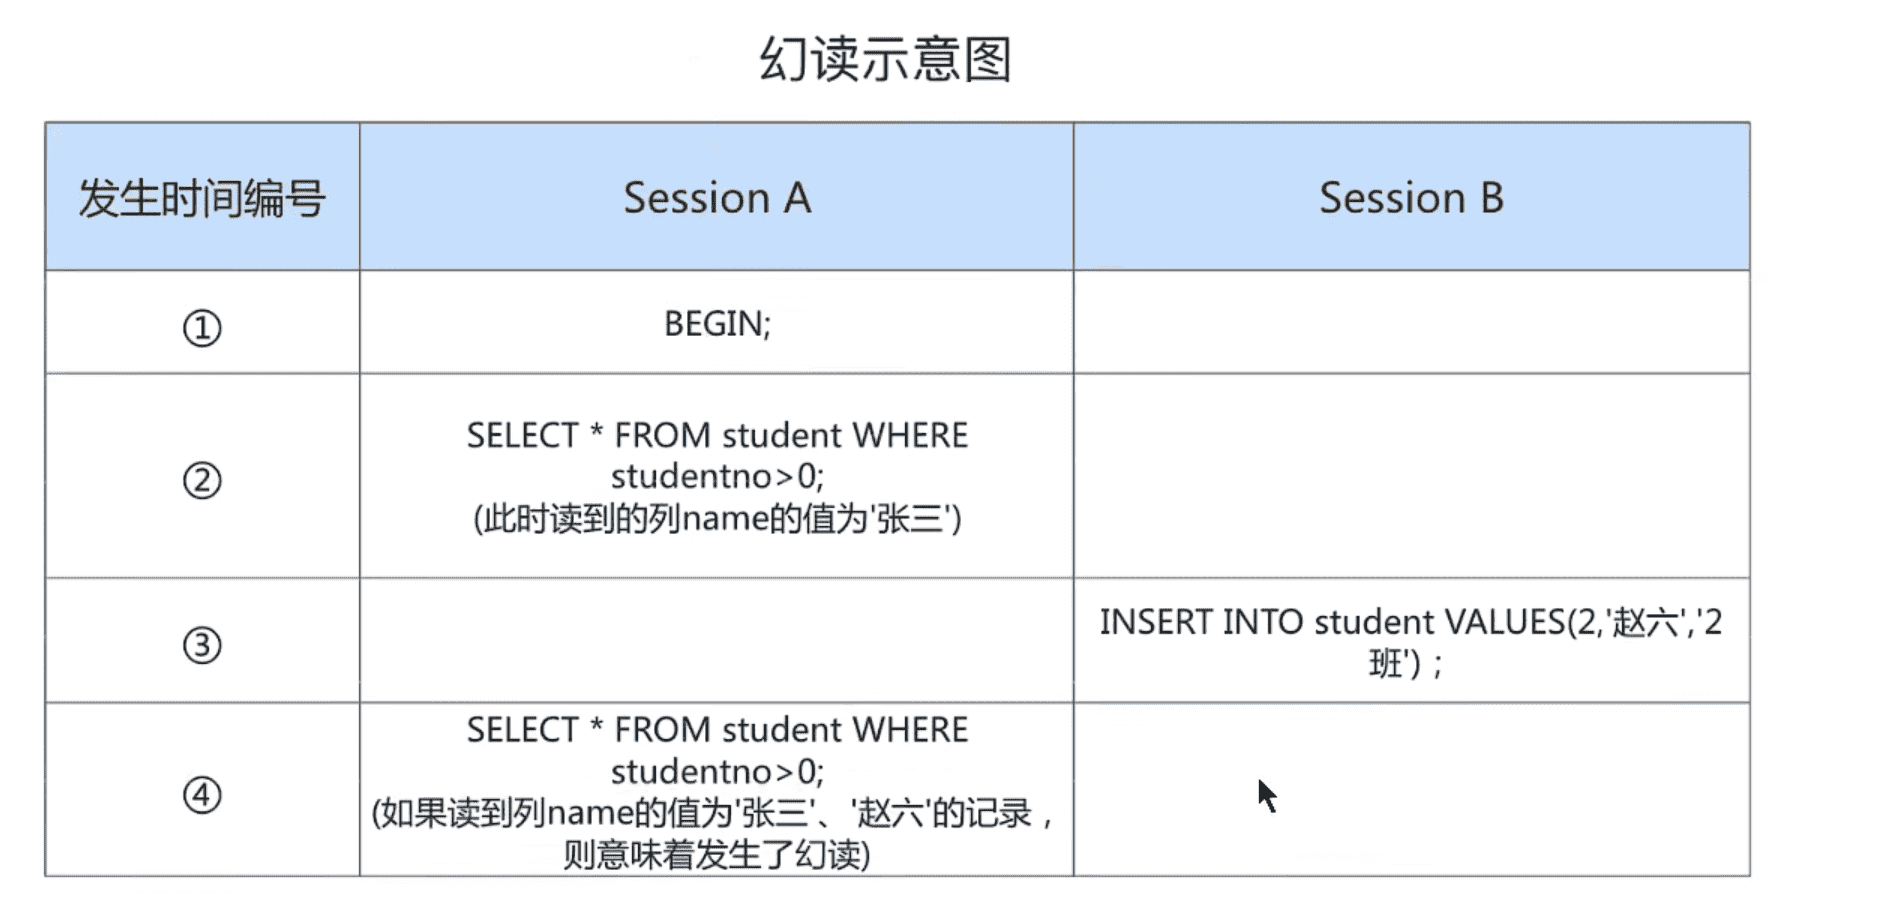 幻读示意图
发生时间编号
Session A
Session B
①
BEGIN;
②
SELECT * FROM student WHERE
studentno>0;
(此时读到的列name的值为'张三')
③
INSERT INTO student VALUES(2,'赵六','2
班') ;
④
SELECT * FROM student WHERE
studentno>0;
(如果读到列name的值为'张三'、'赵六'的记录，
则意味着发生了幻读)